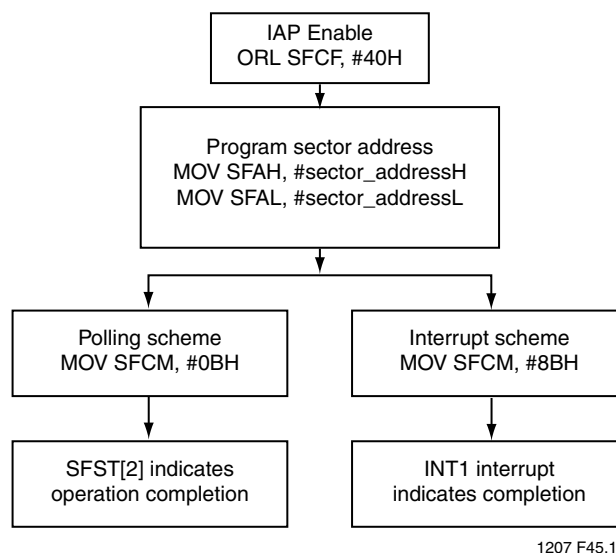 IAP Enable
ORL SFCF, #40H
Program sector address
MOV SFAH, #sector_addressH
MOV SFAL, #sector_addressL
Polling scheme
MOV SFCM, #0BH
Interrupt scheme
MOV SFCM, #8BH
SFST[2] indicates
operation completion
INT1 interrupt
indicates completion
1207 F45.1